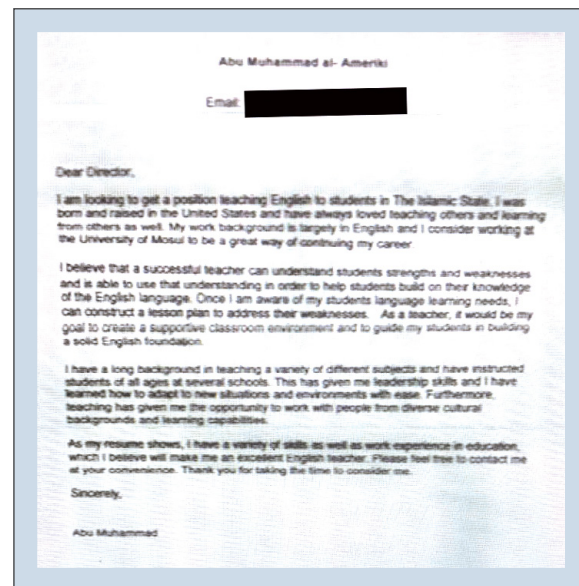 Abu Muhammad al- Ameriki
Email:
Dear Director,
I am looking to get a position teaching English to students in The Islamic State. I was
born and raised in the United States and have always loved teaching others and learning
from others as well. My work background is largely in English and I consider working at
the University of Mosul to be a great way of continuing my career.
I believe that a successful teacher can understand students strengths and weaknesses
and is able to use that understanding in order to help students build on their knowledge
of the English language. Once I am aware of my students language learning needs, I
can construct a lesson plan to address their weaknesses. As a teacher, it would be my
goal to create a supportive classroom environment and to guide my students in building
a solid English foundation.
I have a long background in teaching a variety of different subjects and have instructed
students of all ages at several schools. This has given me leadership skills and I have
learned how to adapt to new situations and environments with ease. Furthermore,
teaching has given me the opportunity to work with people from diverse cultural
backgrounds and learning capabilities.
As my resume shows, I have a variety of skills as well as work experience in education,
which I believe will make me an excellent English teacher. Please feel free to contact me
at your convenience. Thank you for taking the time to consider me.
Sincerely,
Abu Muhammad